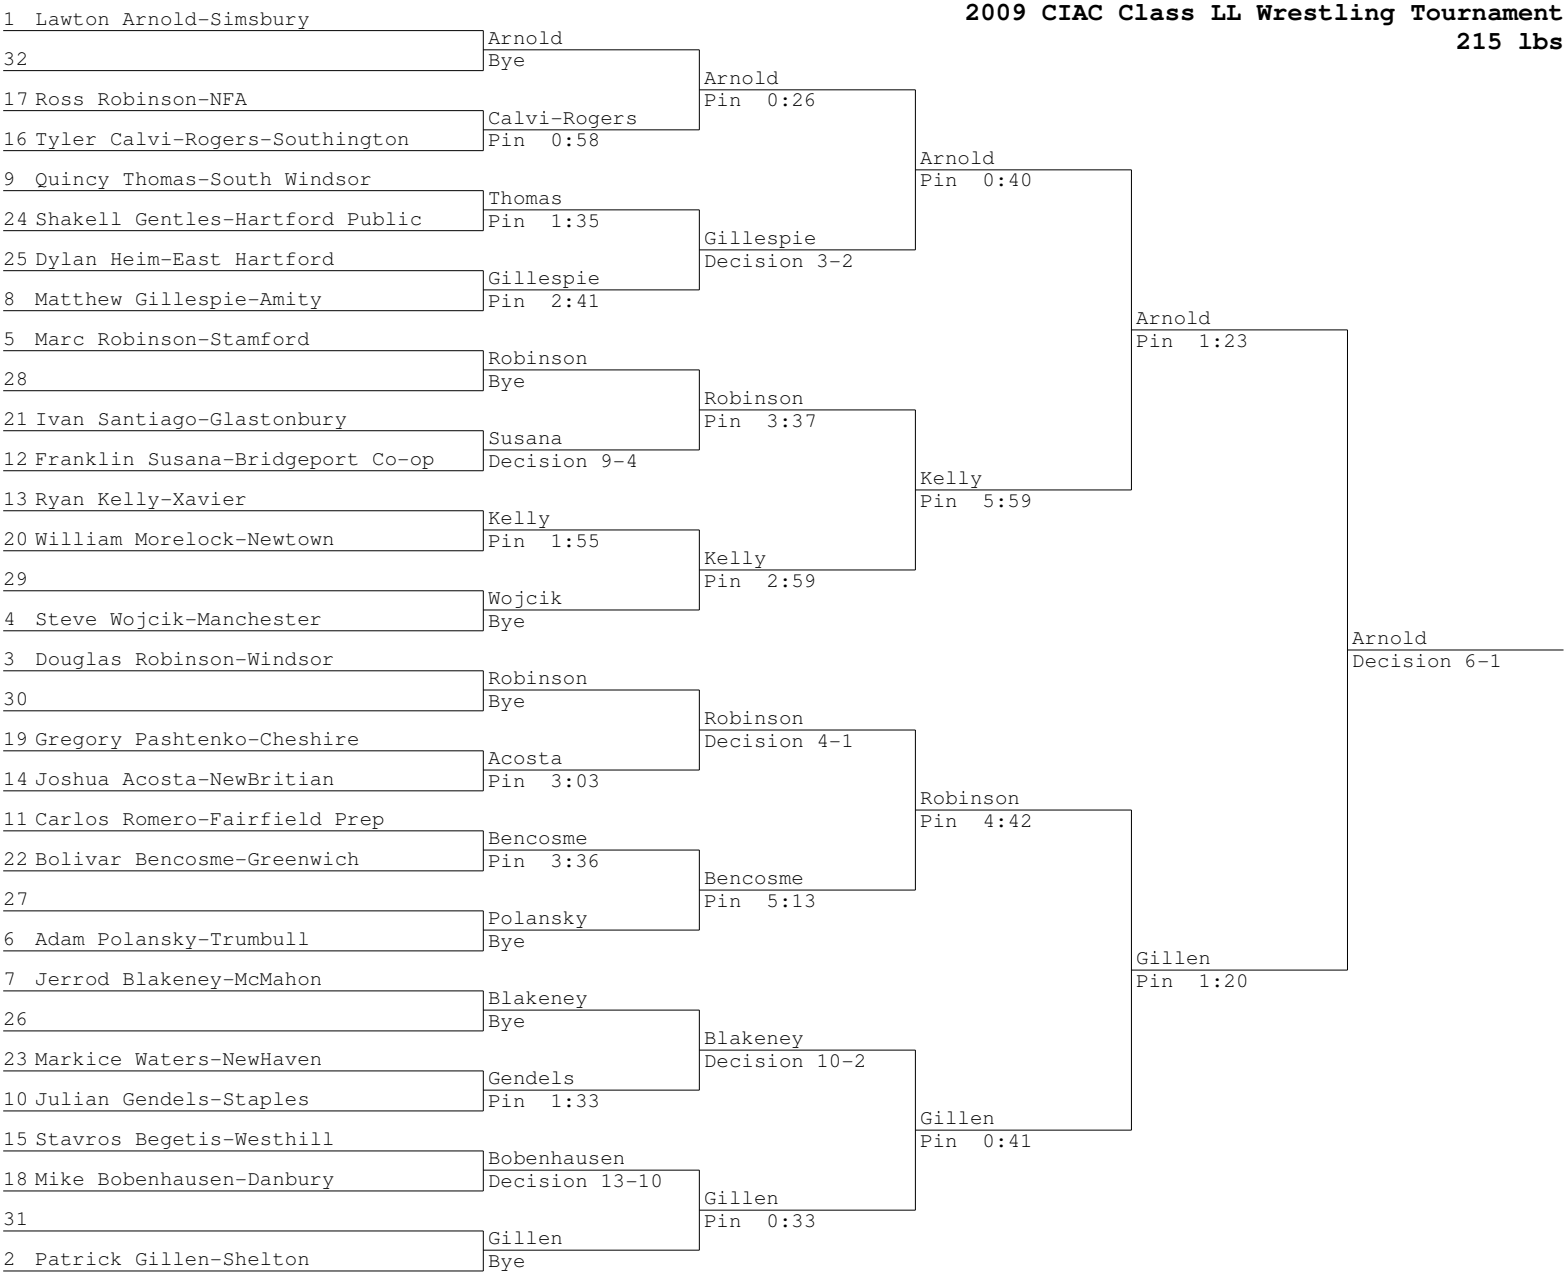 2009 CIAC Class LL Wrestling Tournament
215 lbs
1 Lawton Arnold-Simsbury
32
17 Ross Robinson-NFA
16 Tyler Calvi-Rogers-Southington
9 Quincy Thomas-South Windsor
24 Shakell Gentles-Hartford Public
25 Dylan Heim-East Hartford
8 Matthew Gillespie-Amity
5 Marc Robinson-Stamford
28
21 Ivan Santiago-Glastonbury
12 Franklin Susana-Bridgeport Co-op
13 Ryan Kelly-Xavier
20 William Morelock-Newtown
29
4 Steve Wojcik-Manchester
3 Douglas Robinson-Windsor
30
19 Gregory Pashtenko-Cheshire
14 Joshua Acosta-NewBritian
11 Carlos Romero-Fairfield Prep
22 Bolivar Bencosme-Greenwich
27
6 Adam Polansky-Trumbull
7 Jerrod Blakeney-McMahon
26
23 Markice Waters-NewHaven
10 Julian Gendels-Staples
15 Stavros Begetis-Westhill
18 Mike Bobenhausen-Danbury
31
2 Patrick Gillen-Shelton
Arnold
Bye
Calvi-Rogers
Pin 0:58
Thomas
Pin 1:35
Gillespie
Pin 2:41
Robinson
Bye
Susana
Decision 9-4
Kelly
Pin 1:55
Wojcik
Bye
Robinson
Bye
Acosta
Pin 3:03
Bencosme
Pin 3:36
Polansky
Bye
Blakeney
Bye
Gendels
Pin 1:33
Bobenhausen
Decision 13-10
Gillen
Bye
Arnold
Pin 0:26
Gillespie
Decision 3-2
Robinson
Pin 3:37
Kelly
Pin 2:59
Robinson
Decision 4-1
Bencosme
Pin 5:13
Blakeney
Decision 10-2
Gillen
Pin 0:33
Arnold
Pin 0:40
Kelly
Pin 5:59
Robinson
Pin 4:42
Gillen
Pin 0:41
Arnold
Pin 1:23
Gillen
Pin 1:20
Arnold
Decision 6-1